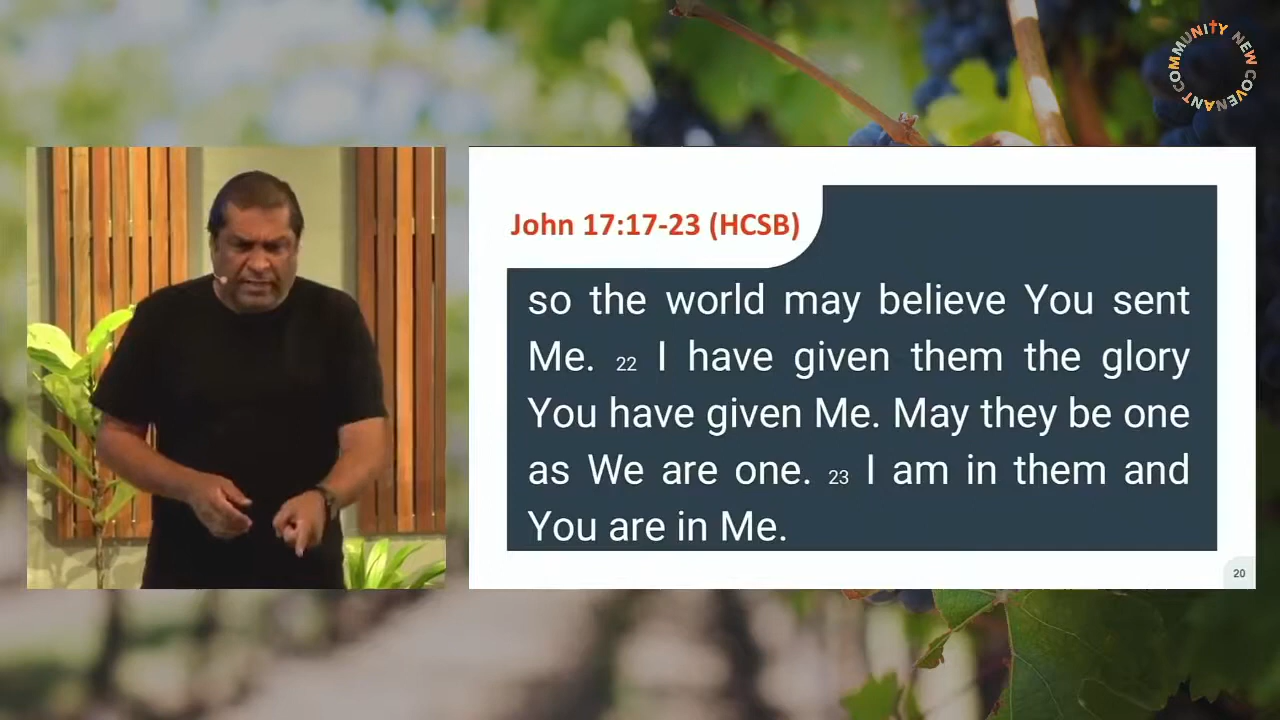 COMMUNITY NEW COVENANT
John 17:17-23 (HCSB)
so the world may believe You sent
Me. 22 I have given them the glory
You have given Me. May they be one
as We are one. 23 I am in them and
You are in Me.
20